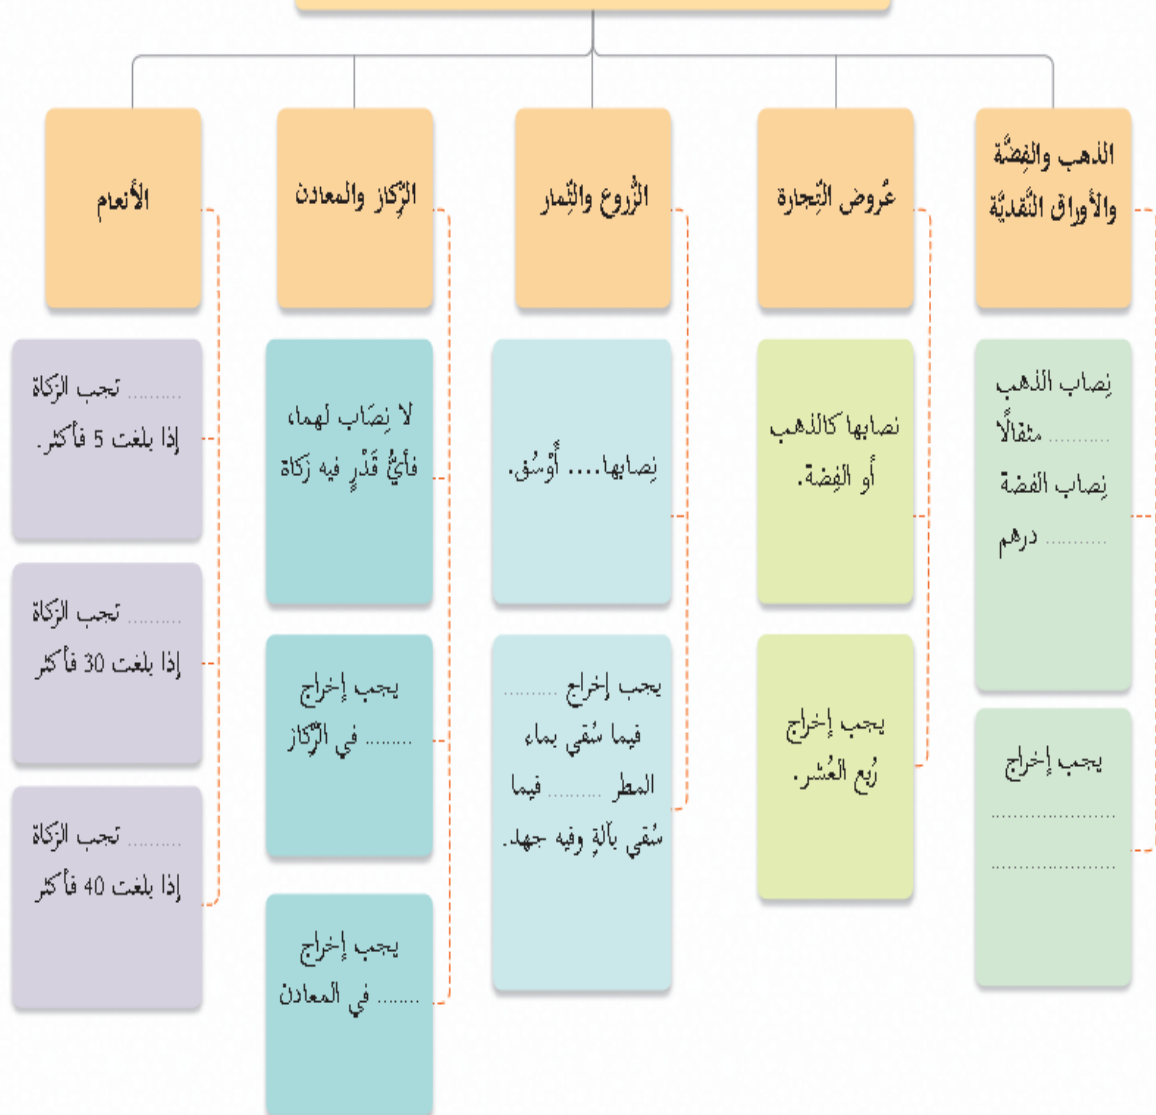 الذهب والفِضَّة
والأوراق النَّقديَّة
نِصاب الذهب
........... مثقالًا
نِصاب الفضة
........... درهم
يجب إخراج
......................
......................
عُروض التِّجارة
نصابها كالذهب
أو الفِضة.
يجب إخراج
رُبع العُشر.
الزُّروع والثِّمار
نِصابها.... أَوْسُق.
يجب إخراج .........
فيما سُقي بماء
المطر ......... فيما
سُقي بآلةٍ وفيه جهد.
الرِّكاز والمعادن
لا نِصَاب لهما،
فأيُّ قَدْرٍ فيه زكاة
يجب إخراج
........ في الرِّكاز
يجب إخراج
........ في المعادن
الأنعام
......... تجب الزكاة
إذا بلغت 5 فأكثر.
......... تجب الزكاة
إذا بلغت 30 فأكثر
......... تجب الزكاة
إذا بلغت 40 فأكثر